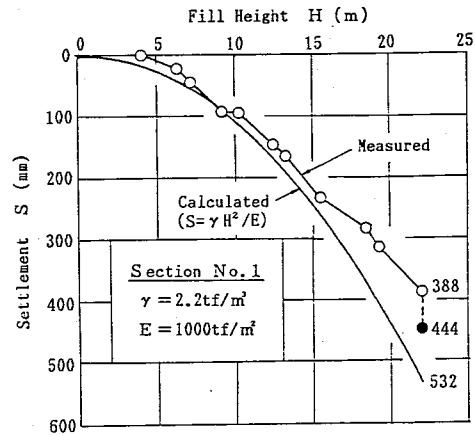 Fill Height H (m)
0 5 10 15 20 25
0
100
200
300
400
500
600
Settlement S (mm)
Measured
Calculated
(S=γH²/E)
Section No.1
γ = 2.2tf/m³
E = 1000tf/m²
388
444
532